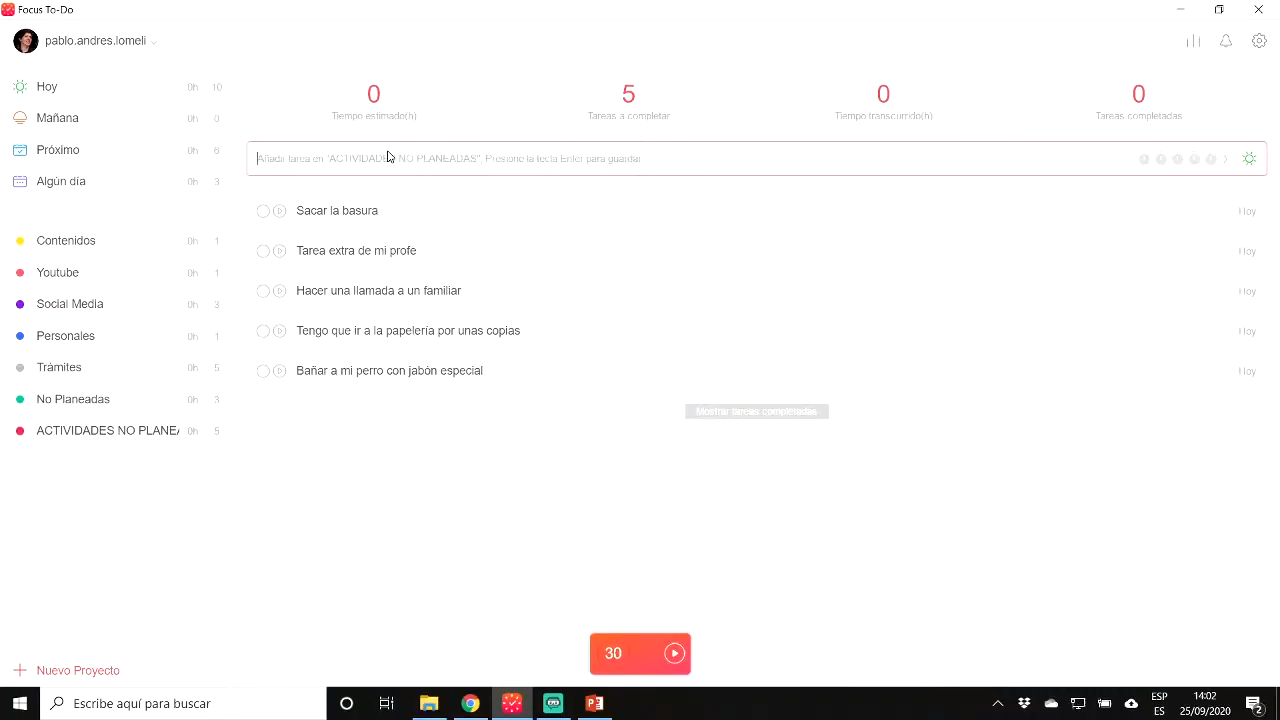 Focus To-Do
pablo.andres.lomeli
Hoy 0h 10
Mañana 0h 0
Próximo 0h 6
Algún día 0h 3
Contenidos 0h 1
Youtube 0h 1
Social Media 0h 3
Personales 0h 1
Trámites 0h 5
No Planeadas 0h 3
ACTIVIDADES NO PLANEA 0h 5
Nuevo Proyecto
0 5 0 0
Tiempo estimado(h) Tareas a completar Tiempo transcurrido(h) Tareas completadas
Añada tarea en "ACTIVIDADES NO PLANEADAS", Presione la tecla Enter para guardar
Sacar la basura Hoy
Tarea extra de mi profe Hoy
Hacer una llamada a un familiar Hoy
Tengo que ir a la papelería por unas copias Hoy
Bañar a mi perro con jabón especial Hoy
Mostrar tareas completadas
30
Escribe aquí para buscar
ESP 14:02
ES 25/09/2020 2